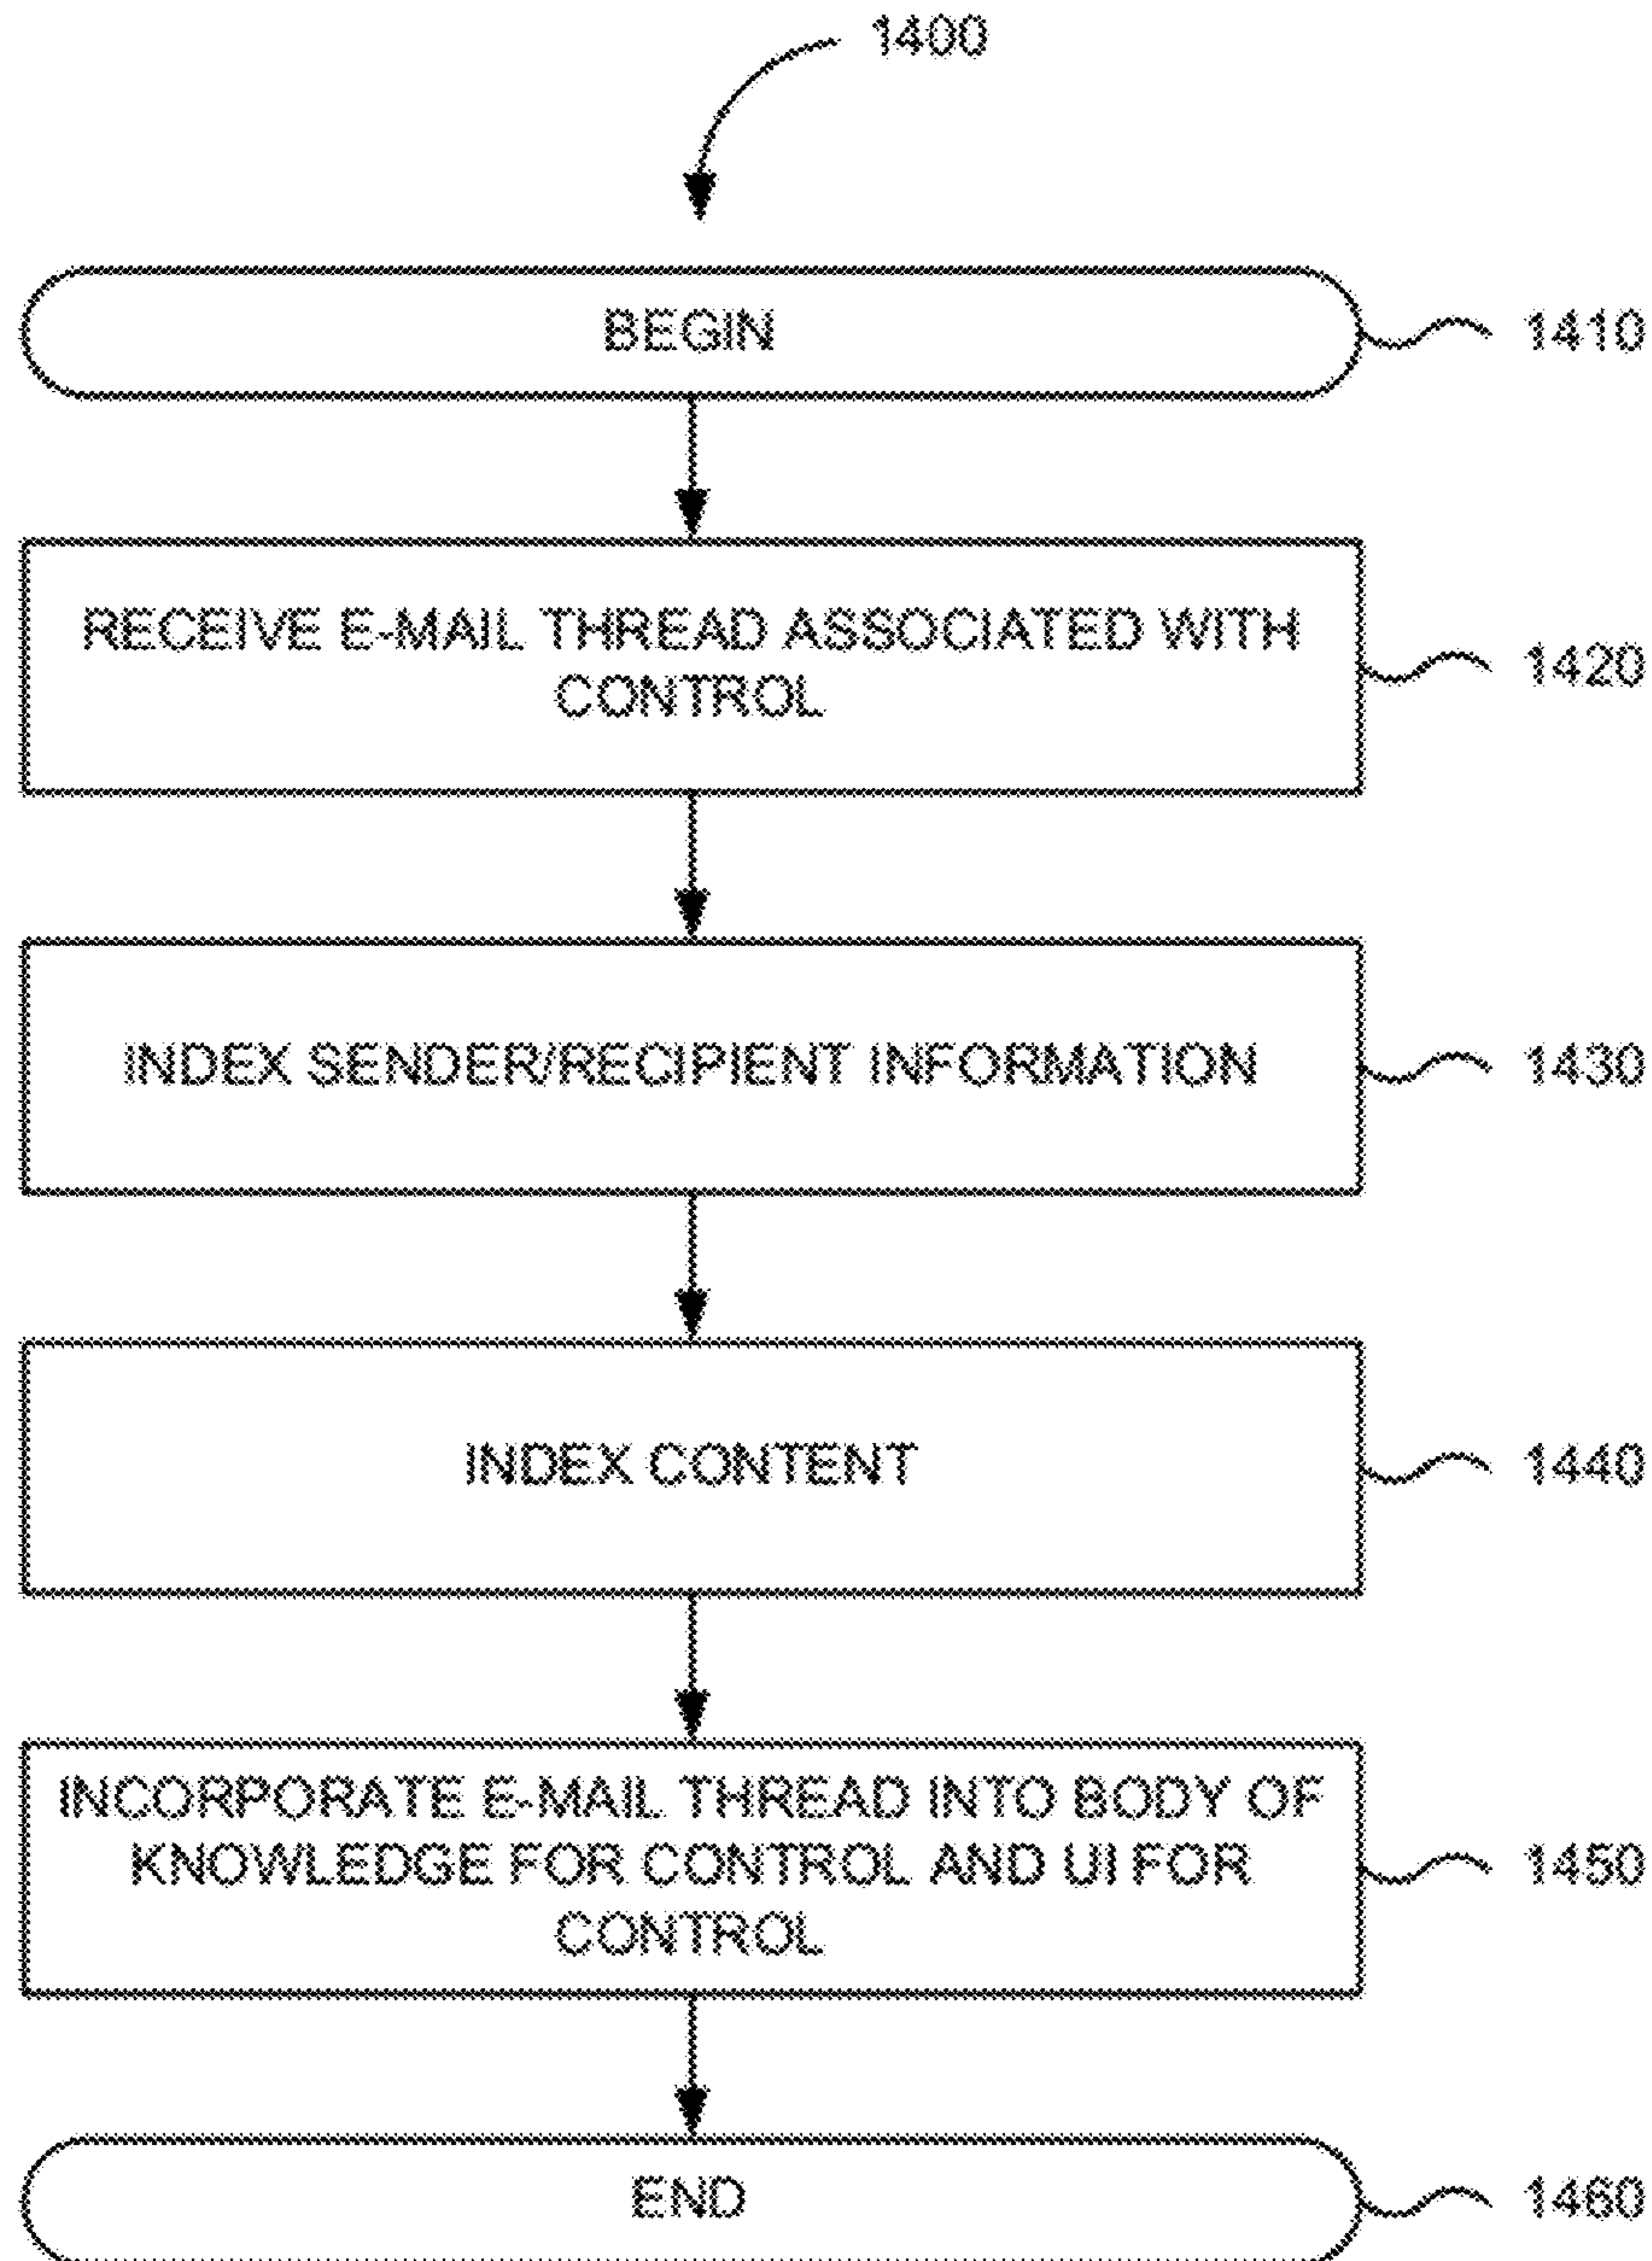 1400
BEGIN
1410
RECEIVE E-MAIL THREAD ASSOCIATED WITH
CONTROL
1420
INDEX SENDER/RECIPIENT INFORMATION
1430
INDEX CONTENT
1440
INCORPORATE E-MAIL THREAD INTO BODY OF
KNOWLEDGE FOR CONTROL AND UI FOR
CONTROL
1450
END
1460